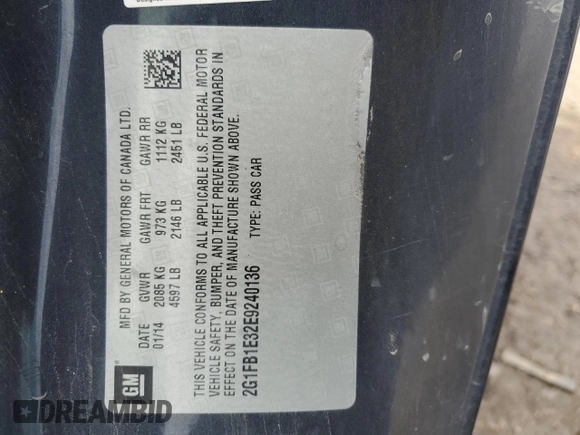 MFD BY GENERAL MOTORS OF CANADA LTD.
DATE GVWR GAWR FRT GAWR RR
01/14 2085 KG 973 KG 1112 KG
4597 LB 2146 LB 2451 LB
GM
THIS VEHICLE CONFORMS TO ALL APPLICABLE U.S. FEDERAL MOTOR
VEHICLE SAFETY, BUMPER, AND THEFT PREVENTION STANDARDS IN
EFFECT ON THE DATE OF MANUFACTURE SHOWN ABOVE.
2G1FB1E32E9240136 TYPE: PASS CAR
DREAMBID